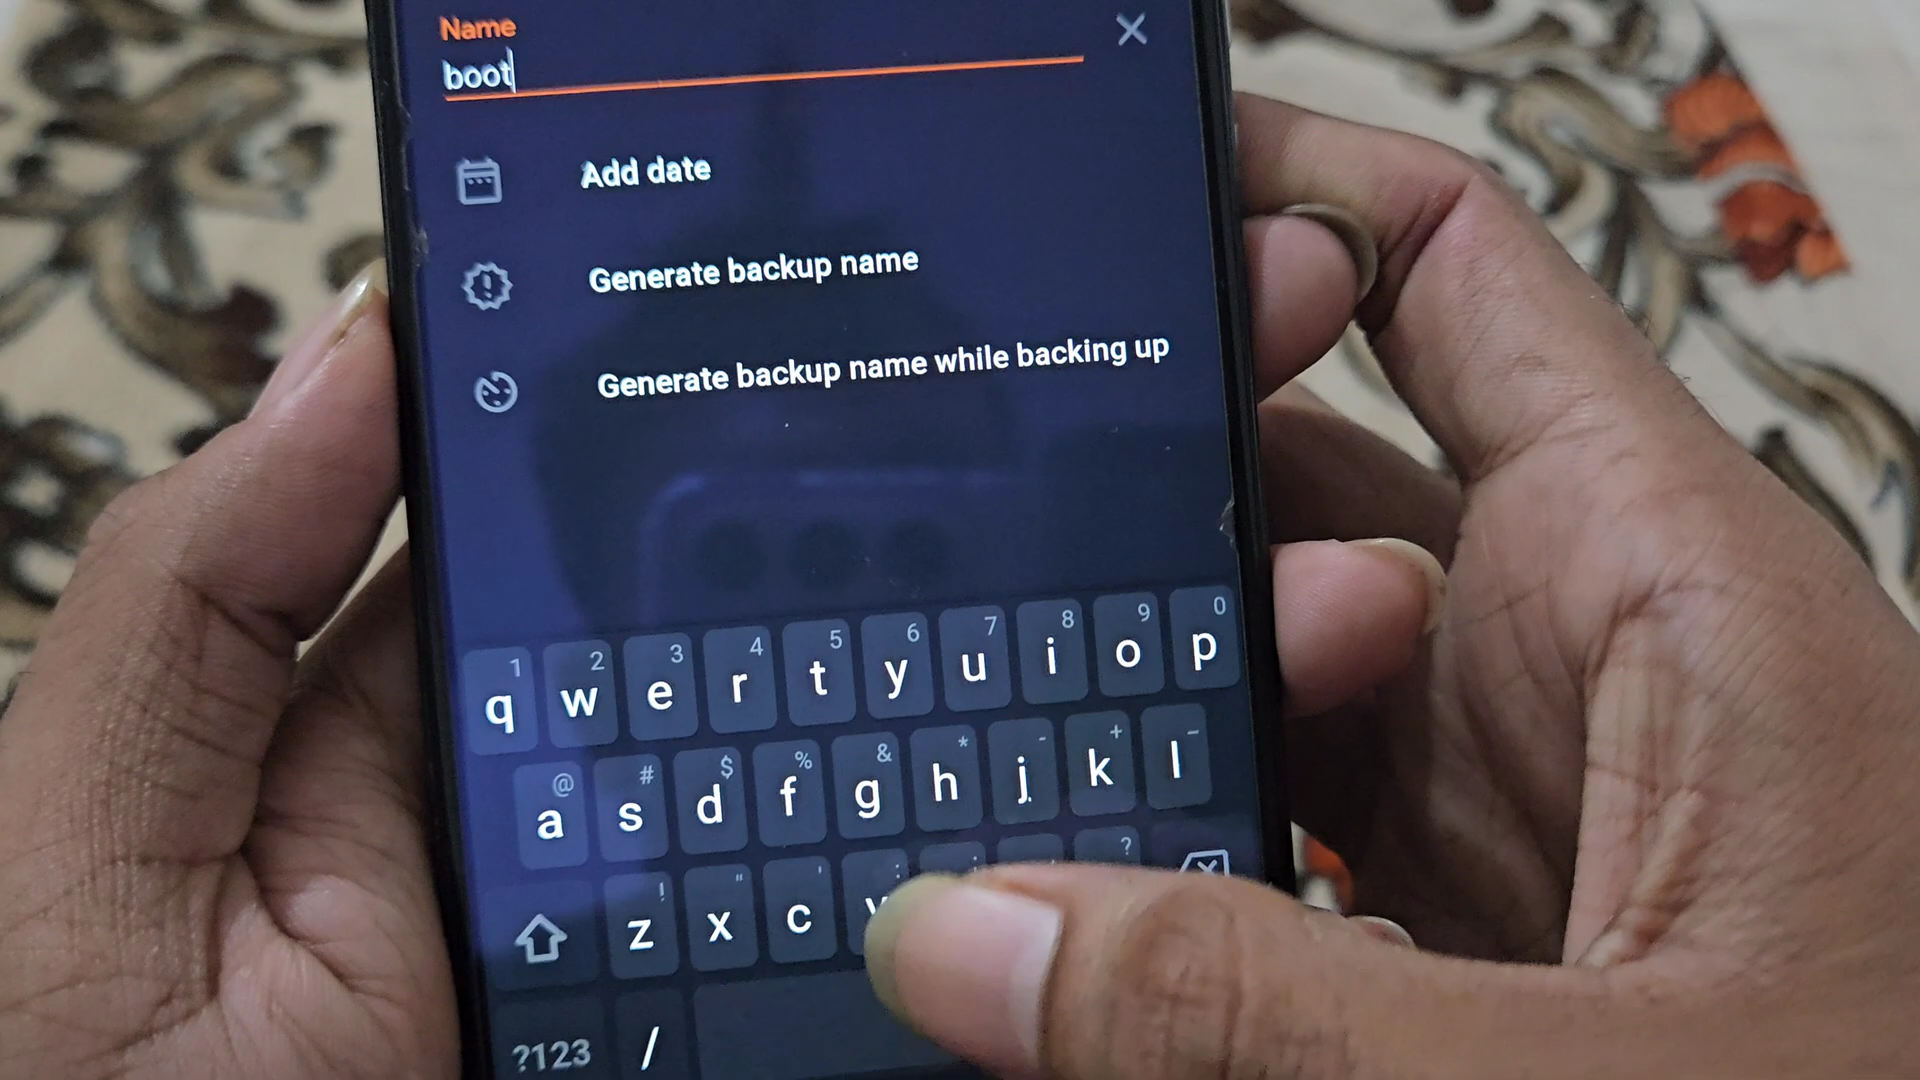 Name
boot
Add date
Generate backup name
Generate backup name while backing up
1 2 3 4 5 6 7 8 9 0
q w e r t y u i o p
@ # $ % & * - + -
a s d f g h j k l
! " ' : ; ?
z x c v
?123 /